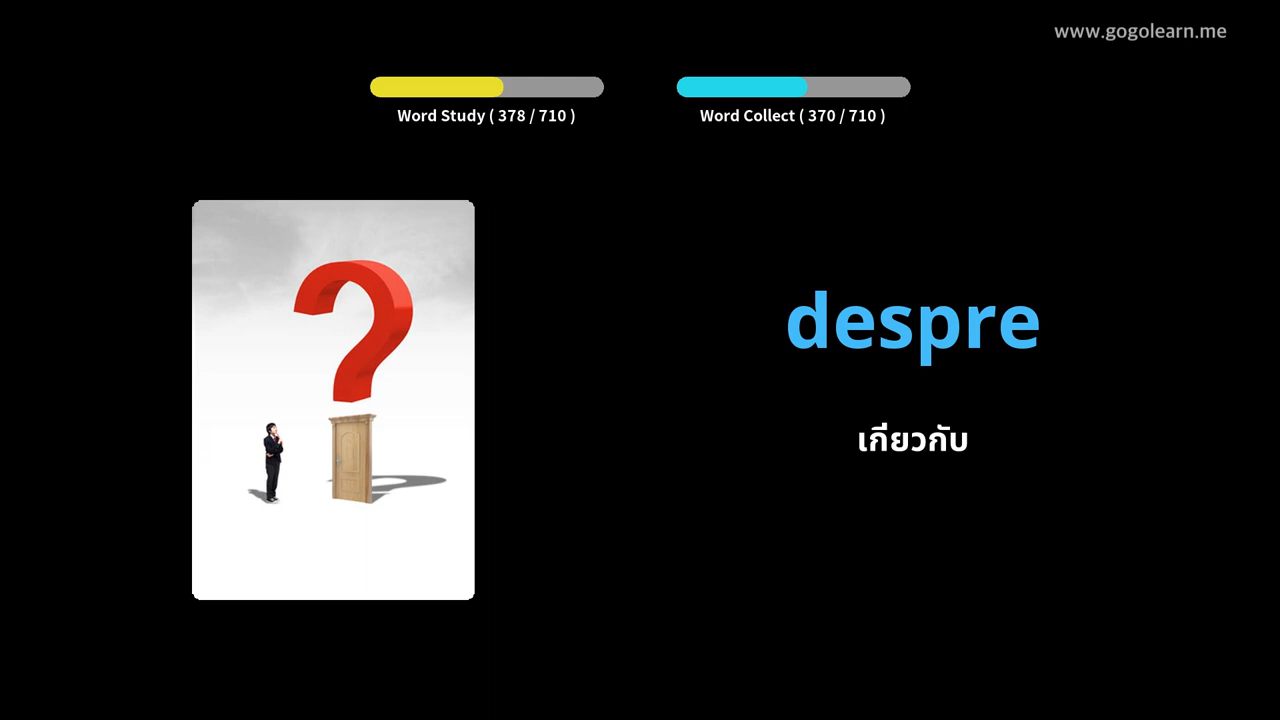 www.gogolearn.me
Word Study ( 378 / 710 )
Word Collect ( 370 / 710 )
despre
เกี่ยวกับ